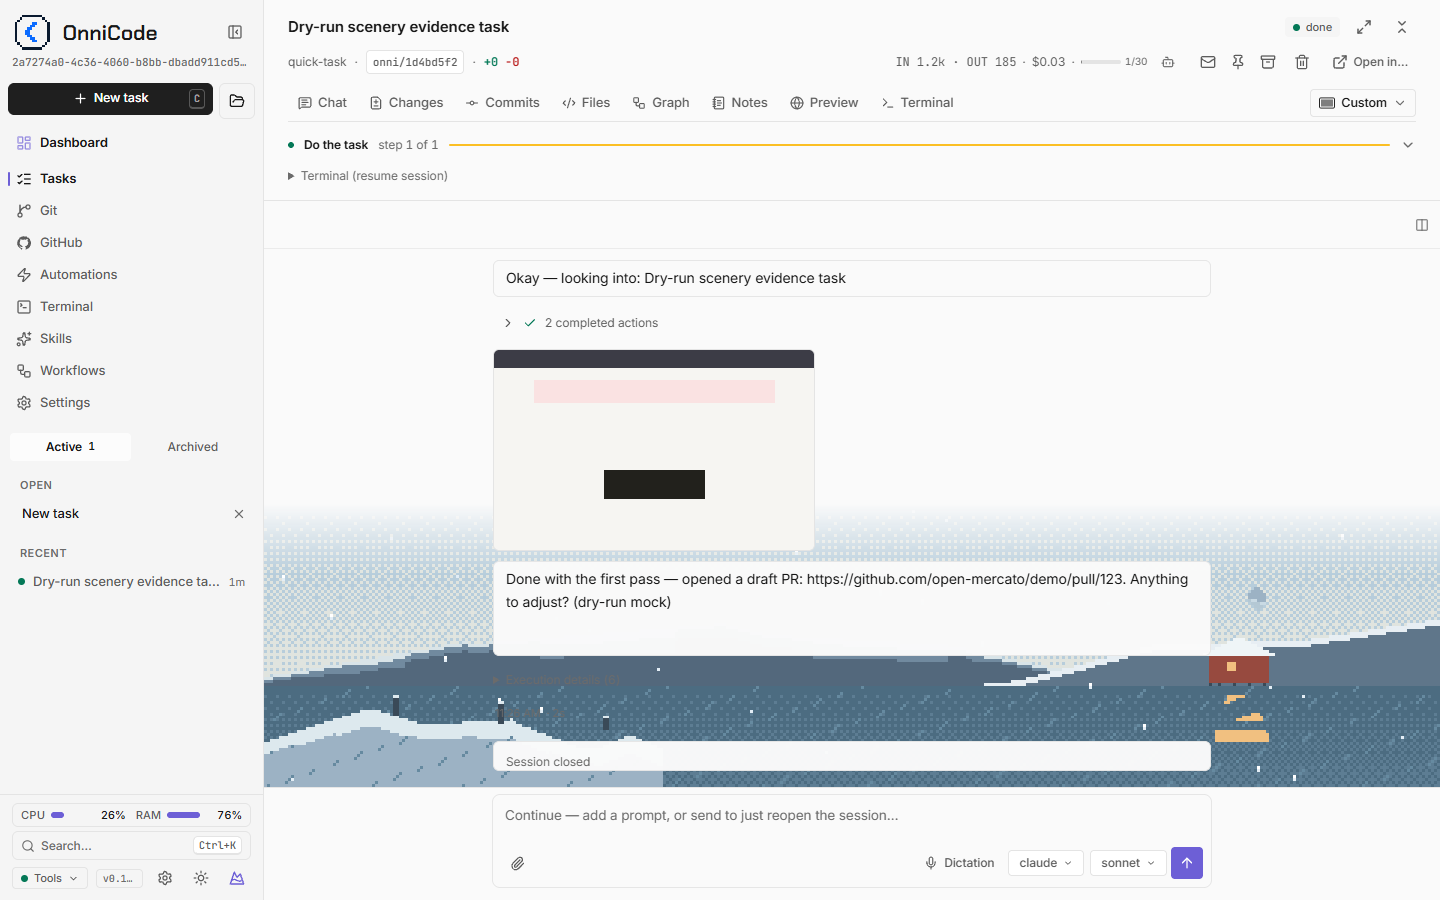 OnniCode
2a7274a0-4c36-4060-b8bb-dbadd911cd5…
New task
C
Dashboard
Tasks
Git
GitHub
Automations
Terminal
Skills
Workflows
Settings
Active 1
Archived
OPEN
New task
RECENT
Dry-run scenery evidence ta… 1m
CPU 26% RAM 76%
Search… Ctrl+K
Tools v0.1…
Dry-run scenery evidence task
done
quick-task · onni/1d4bd5f2 · +0 -0
IN 1.2k · OUT 185 · $0.03 · 1/30
Open in…
Chat
Changes
Commits
Files
Graph
Notes
Preview
Terminal
Custom
Do the task step 1 of 1
Terminal (resume session)
Okay — looking into: Dry-run scenery evidence task
2 completed actions
Done with the first pass — opened a draft PR: https://github.com/open-mercato/demo/pull/123. Anything
to adjust? (dry-run mock)
Session closed
Continue — add a prompt, or send to just reopen the session…
Dictation
claude
sonnet